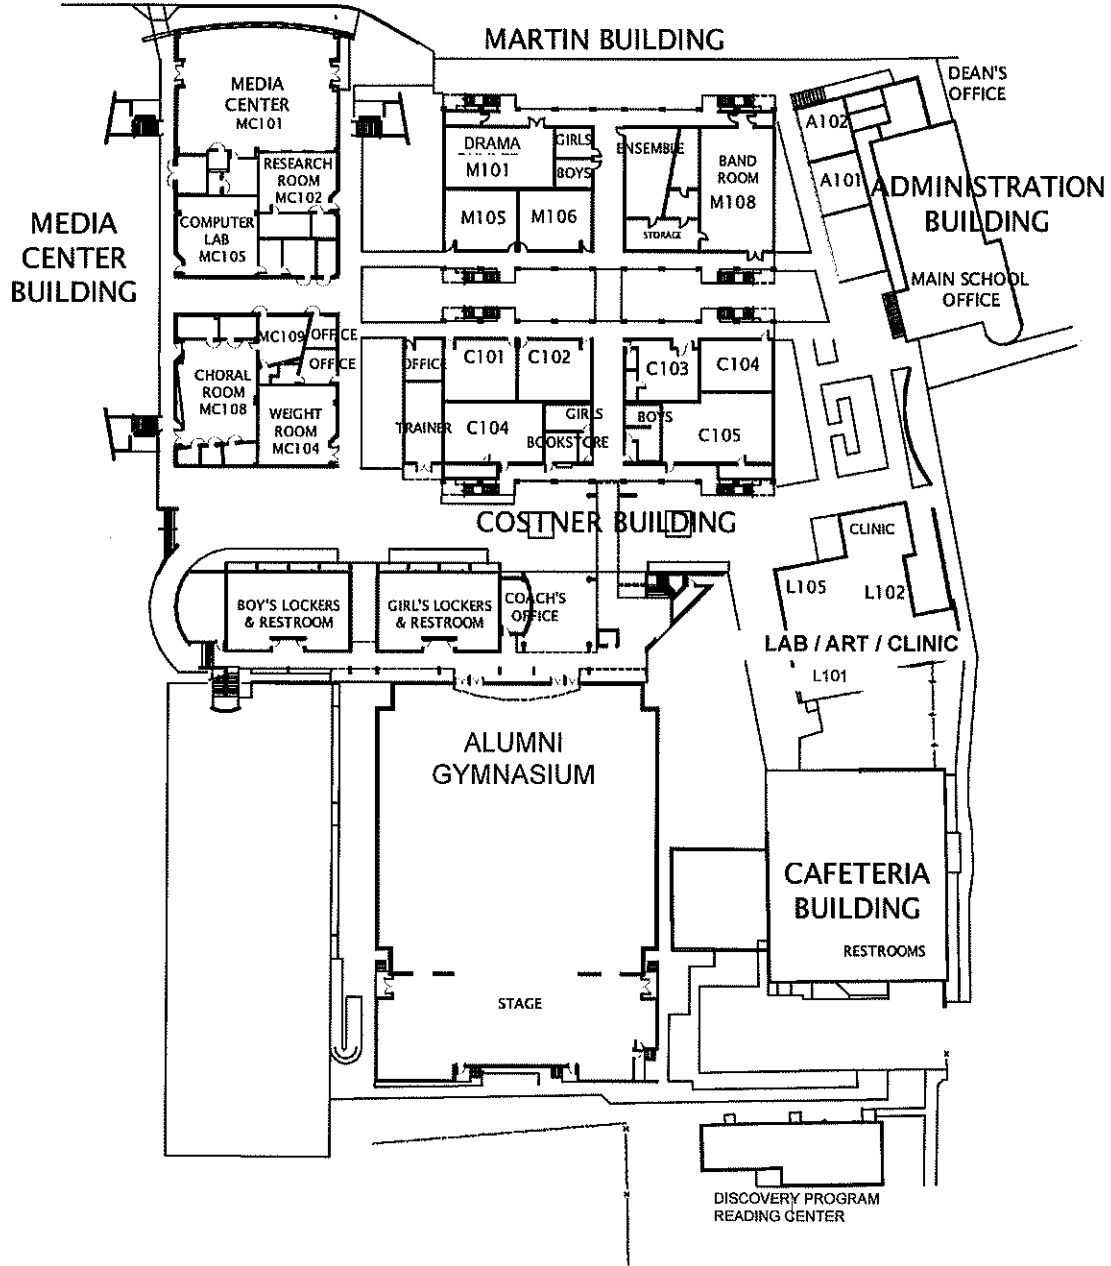 MARTIN BUILDING
DEAN'S
OFFICE
MEDIA
CENTER
MC101
RESEARCH
ROOM
MC102
COMPUTER
LAB
MC105
MEDIA
CENTER
BUILDING
DRAMA
M101
GIRLS
BOYS
M105
M106
ENSEMBLE
BAND
ROOM
M108
STORAGE
A102
A101
ADMINISTRATION
BUILDING
MAIN SCHOOL
OFFICE
MC109
OFFICE
OFFICE
CHORAL
ROOM
MC108
WEIGHT
ROOM
MC104
OFFICE
TRAINER
C101
C102
C103
C104
C104
GIRLS
BOOKSTORE
BOYS
C105
COSTNER BUILDING
CLINIC
L105
L102
LAB / ART / CLINIC
L101
BOY'S LOCKERS
& RESTROOM
GIRL'S LOCKERS
& RESTROOM
COACH'S
OFFICE
ALUMNI
GYMNASIUM
STAGE
CAFETERIA
BUILDING
RESTROOMS
DISCOVERY PROGRAM
READING CENTER